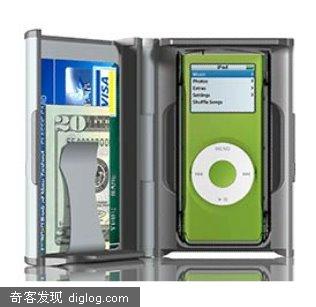 VISA
20
iPod
Music
Photos
Extras
Settings
Shuffle Songs
MENU
奇客发现 diglog.com